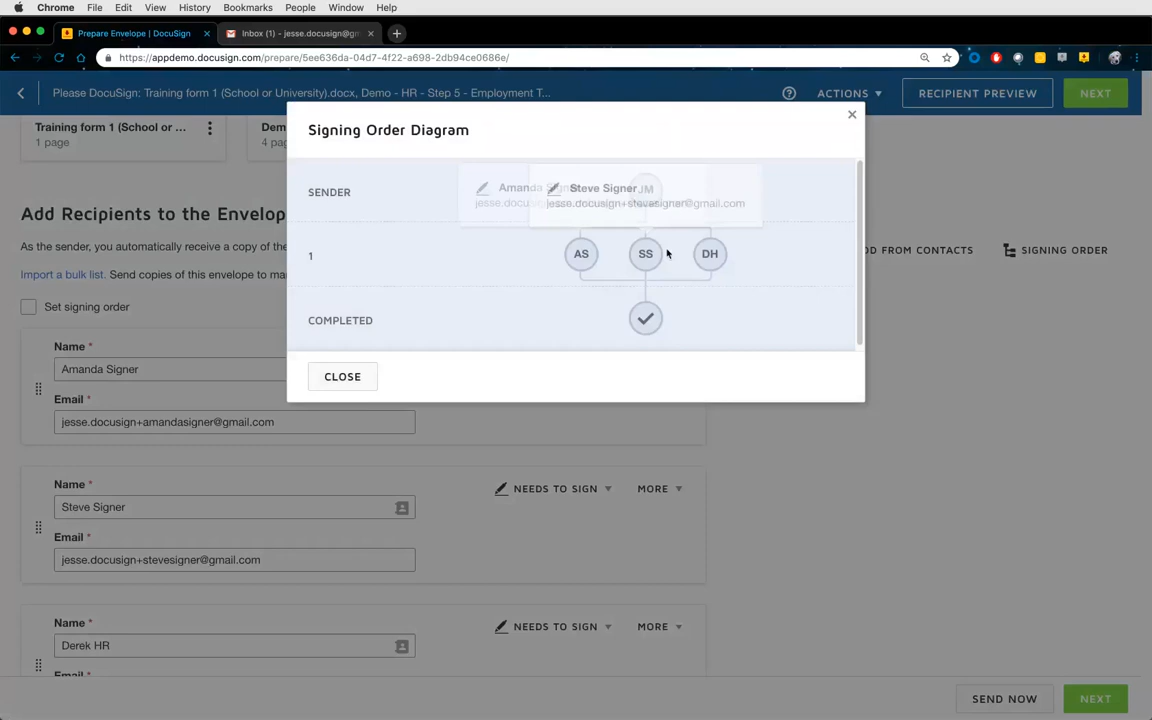 Chrome File Edit View History Bookmarks People Window Help
Prepare Envelope | DocuSign
Inbox (1) - jesse.docusign@gm
https://appdemo.docusign.com/prepare/5ee636da-04d7-4f22-a698-2db94ce0686e/
Please DocuSign: Training form 1 (School or University).docx, Demo - HR - Step 5 - Employment T...
ACTIONS
RECIPIENT PREVIEW
NEXT
Training form 1 (School or ...
1 page
Dem
4 pag
Signing Order Diagram
SENDER
JM
Amanda Sign
jesse.docu
Steve Signer
jesse.docusign+stevesigner@gmail.com
1
AS SS DH
COMPLETED
CLOSE
Add Recipients to the Envelope
As the sender, you automatically receive a copy of the
Import a bulk list. Send copies of this envelope to ma
D FROM CONTACTS
SIGNING ORDER
Set signing order
Name *
Amanda Signer
Email *
jesse.docusign+amandasigner@gmail.com
Name *
Steve Signer
NEEDS TO SIGN
MORE
Email *
jesse.docusign+stevesigner@gmail.com
Name *
Derek HR
NEEDS TO SIGN
MORE
Email *
SEND NOW
NEXT